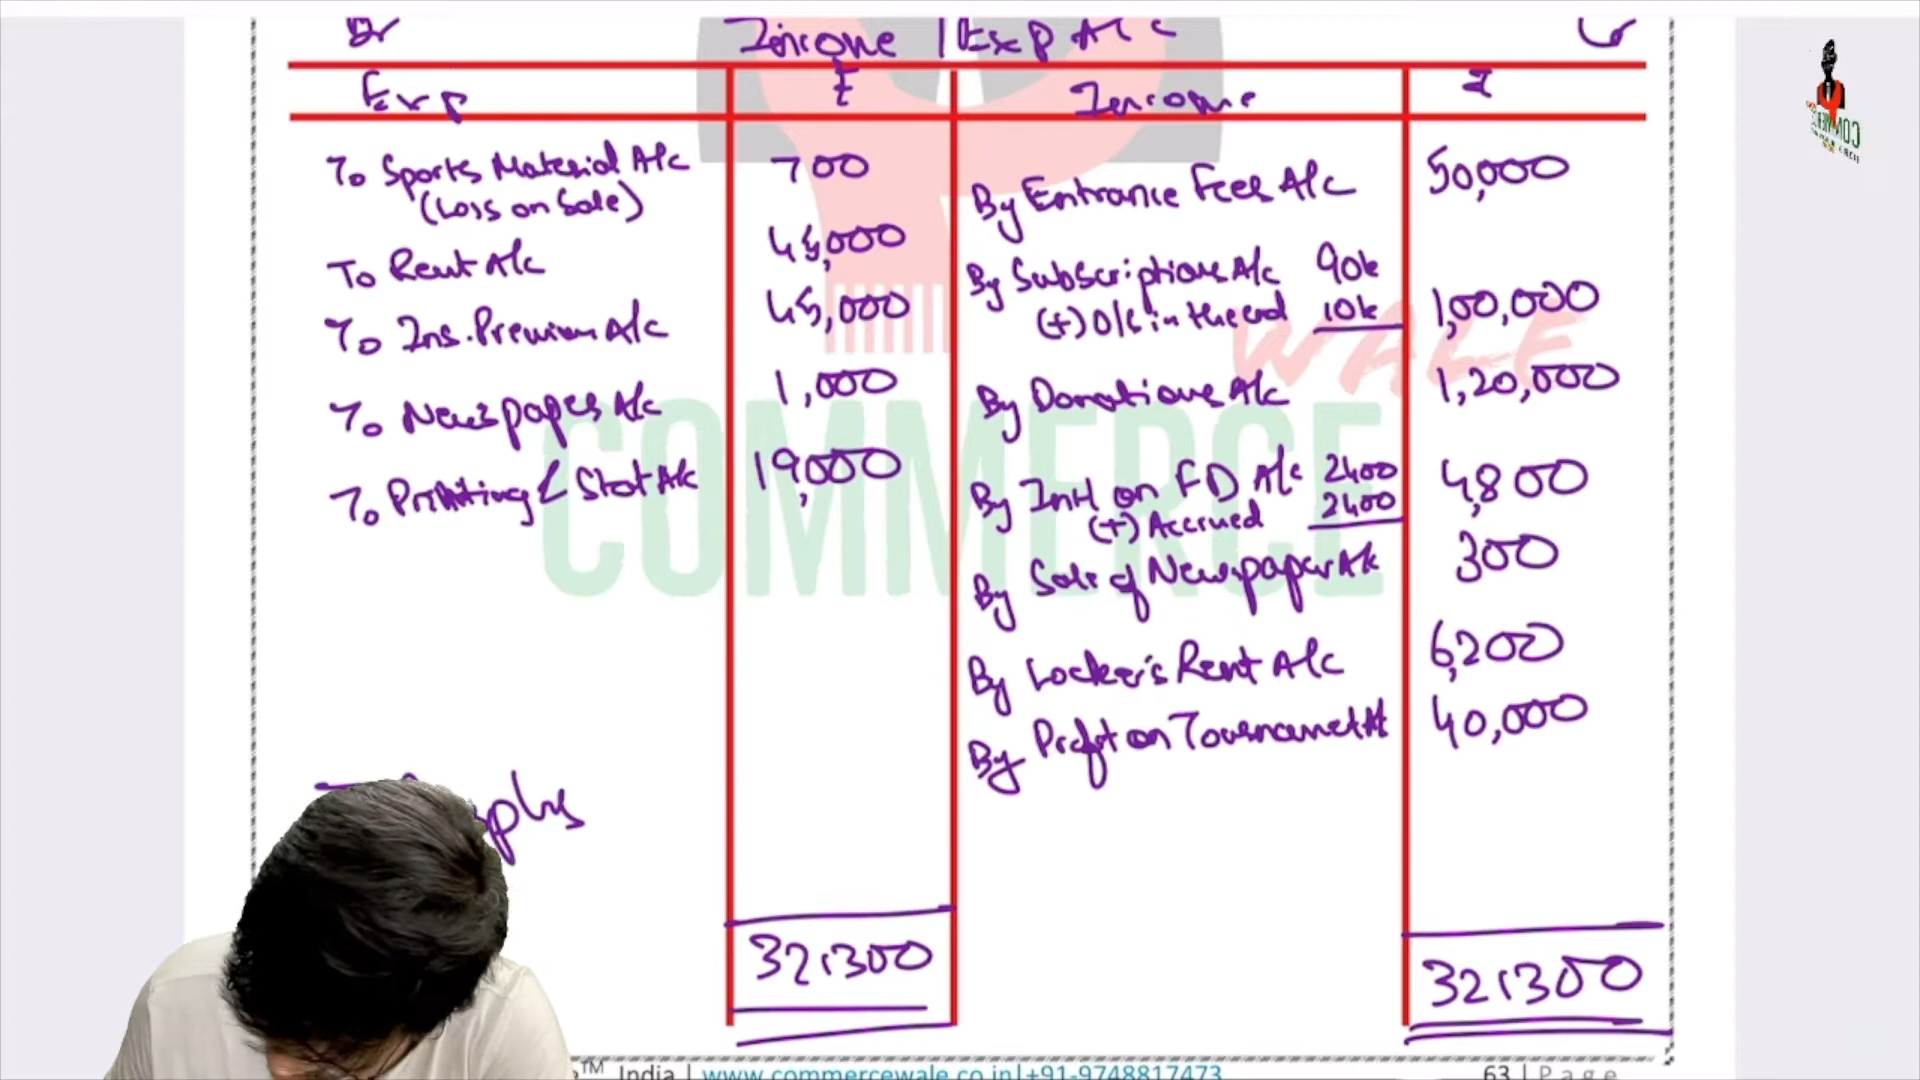 Dr Income / Exp A/c Cr
Exp ₹ Income ₹
To Sports Material A/c 700
(Loss on Sale)
To Rent A/c 45,000
To Ins. Premium A/c 45,000
To Newspaper A/c 1,000
To Printing & Stat A/c 19,000
321300
By Entrance Fees A/c 50,000
By Subscriptions A/c 90k
(+) O/s in the end 10k 1,00,000
By Donations A/c 1,20,000
By Int on FD A/c 2400 4,800
(+) Accrued 2400
By Sale of Newspaper A/c 300
By Locker's Rent A/c 6,200
By Profit on Tournament A/c 40,000
321300
WALE
COMMERCE
India | www.commercewale.co.in|+91-9748817473
63 | Page